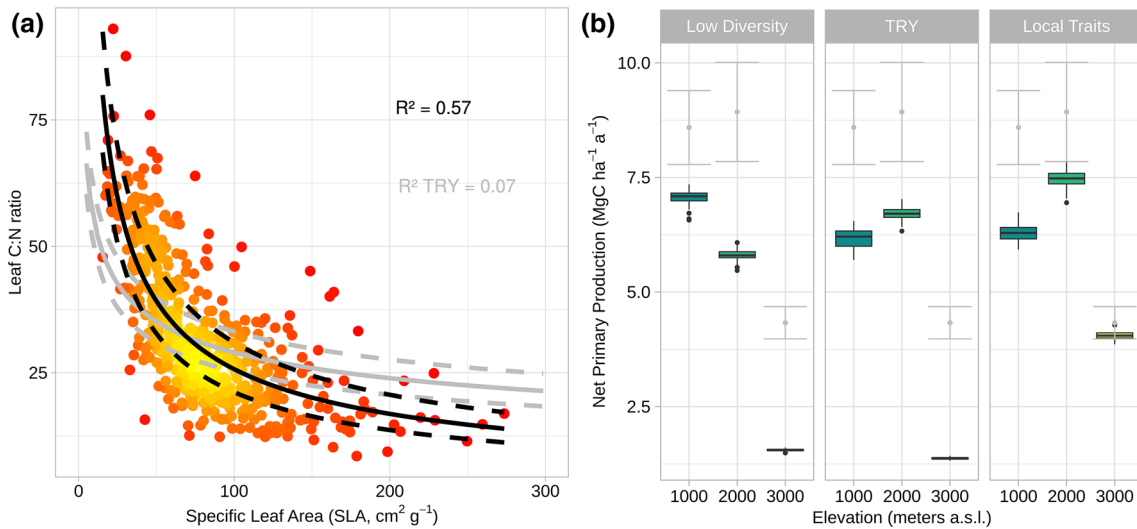 (a)
Leaf C:N ratio
75
50
25
R² = 0.57
R² TRY = 0.07
0
100
200
300
Specific Leaf Area (SLA, cm² g⁻¹)
(b)
Low Diversity
TRY
Local Traits
Net Primary Production (MgC ha⁻¹ a⁻¹)
10.0
7.5
5.0
2.5
1000 2000 3000
1000 2000 3000
1000 2000 3000
Elevation (meters a.s.l.)